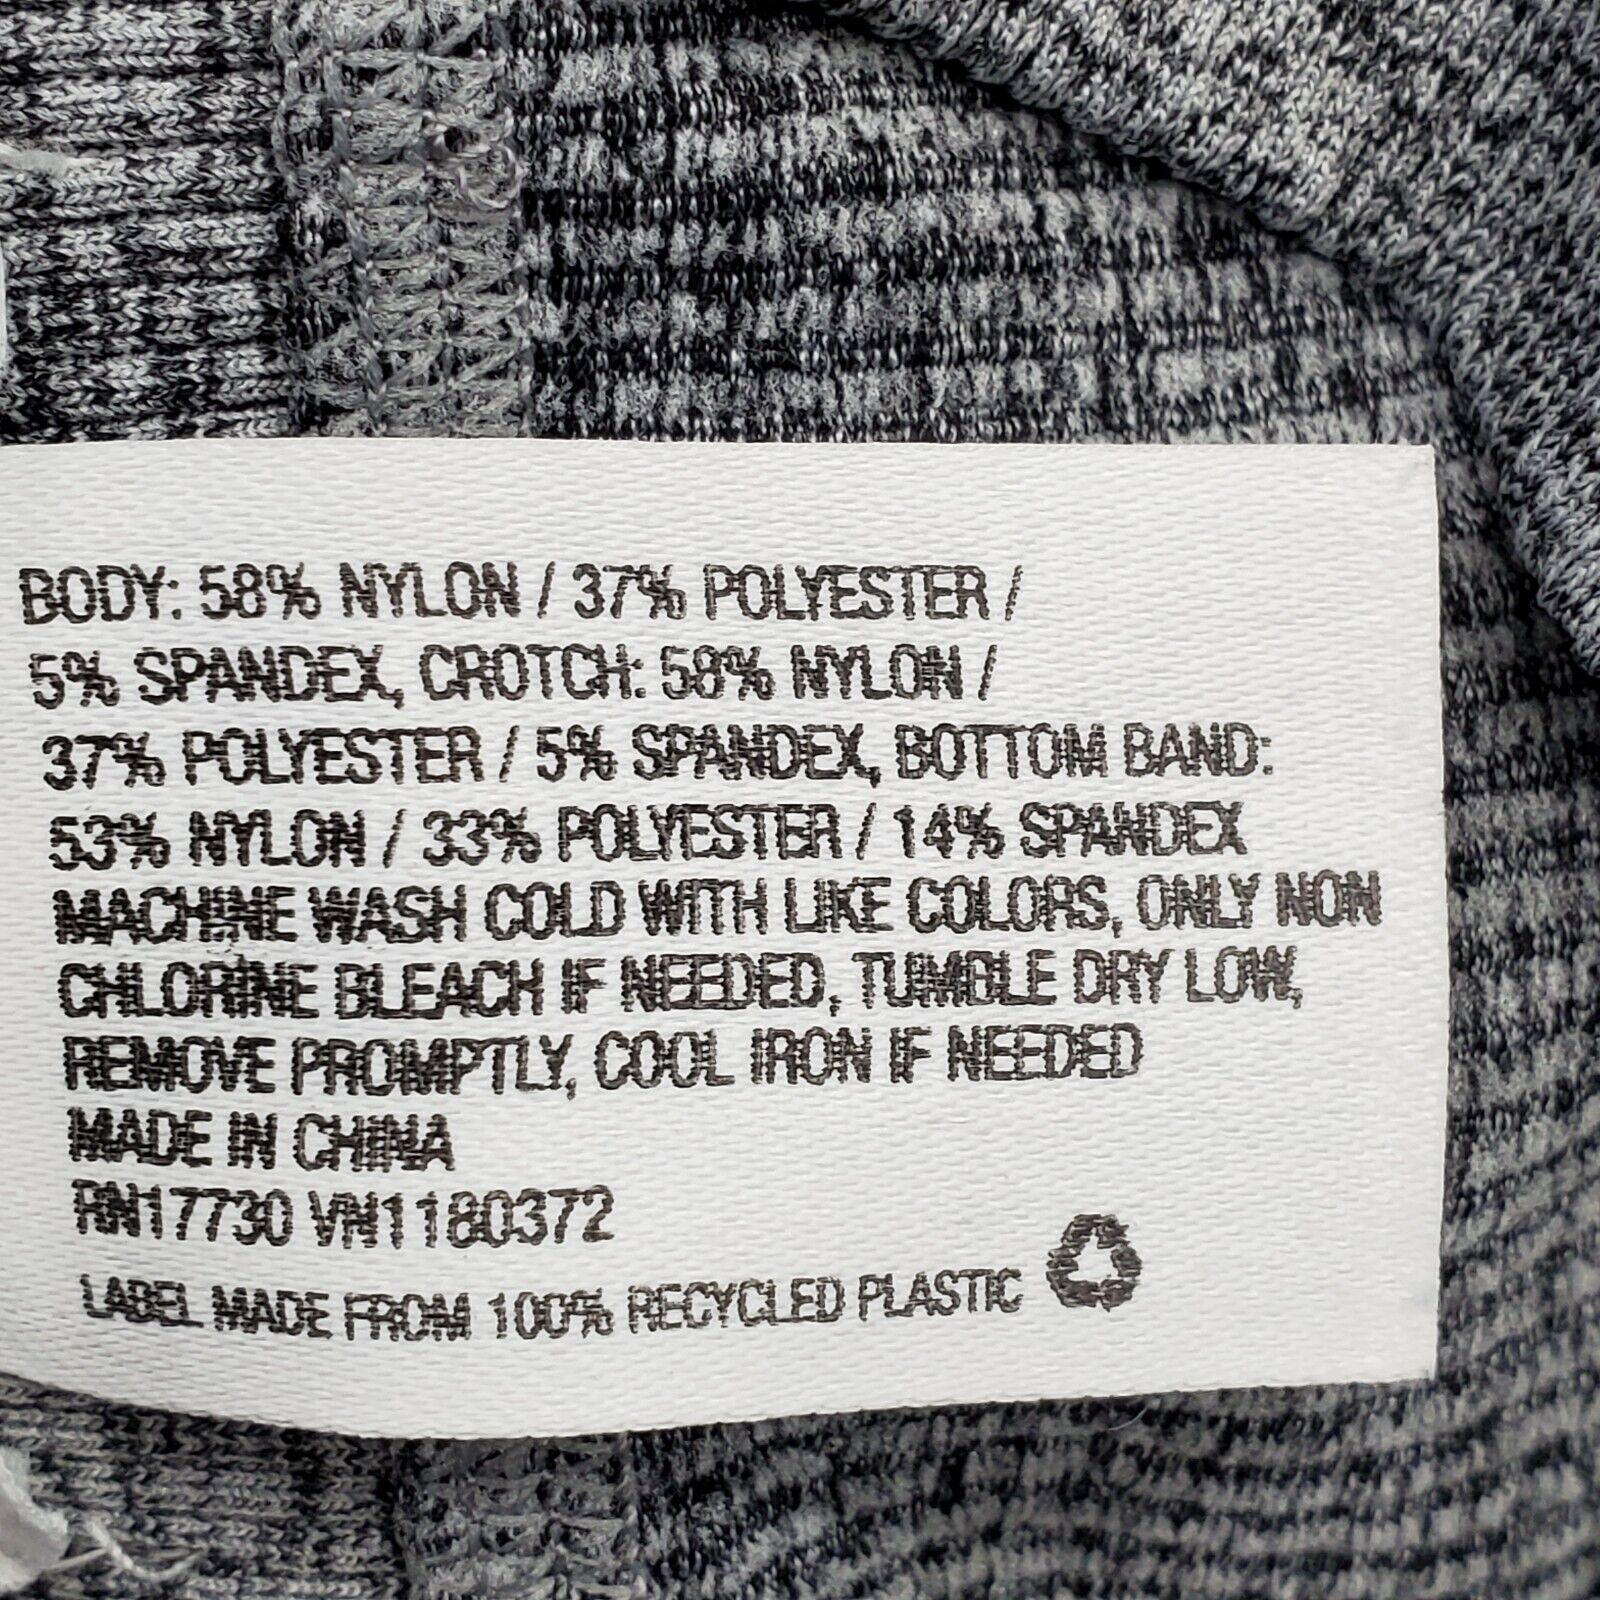 BODY: 58% NYLON / 37% POLYESTER /
5% SPANDEX, CROTCH: 58% NYLON /
37% POLYESTER / 5% SPANDEX, BOTTOM BAND:
53% NYLON / 33% POLYESTER / 14% SPANDEX
MACHINE WASH COLD WITH LIKE COLORS, ONLY NON
CHLORINE BLEACH IF NEEDED, TUMBLE DRY LOW,
REMOVE PROMPTLY, COOL IRON IF NEEDED
MADE IN CHINA
RN17730 VN1180372
LABEL MADE FROM 100% RECYCLED PLASTIC